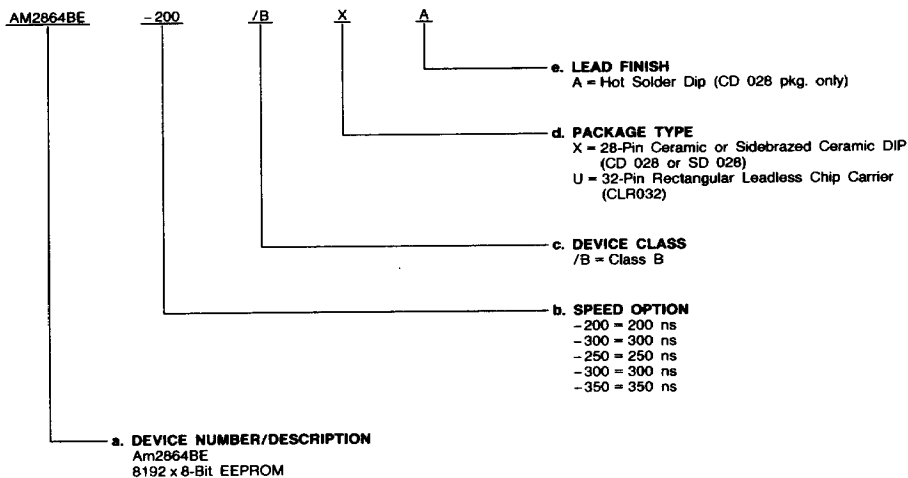 AM2864BE -200 /B X A
e. LEAD FINISH
A = Hot Solder Dip (CD 028 pkg. only)
d. PACKAGE TYPE
X = 28-Pin Ceramic or Sidebrazed Ceramic DIP
(CD 028 or SD 028)
U = 32-Pin Rectangular Leadless Chip Carrier
(CLR032)
c. DEVICE CLASS
/B = Class B
b. SPEED OPTION
-200 = 200 ns
-300 = 300 ns
-250 = 250 ns
-300 = 300 ns
-350 = 350 ns
a. DEVICE NUMBER/DESCRIPTION
Am2864BE
8192 x 8-Bit EEPROM